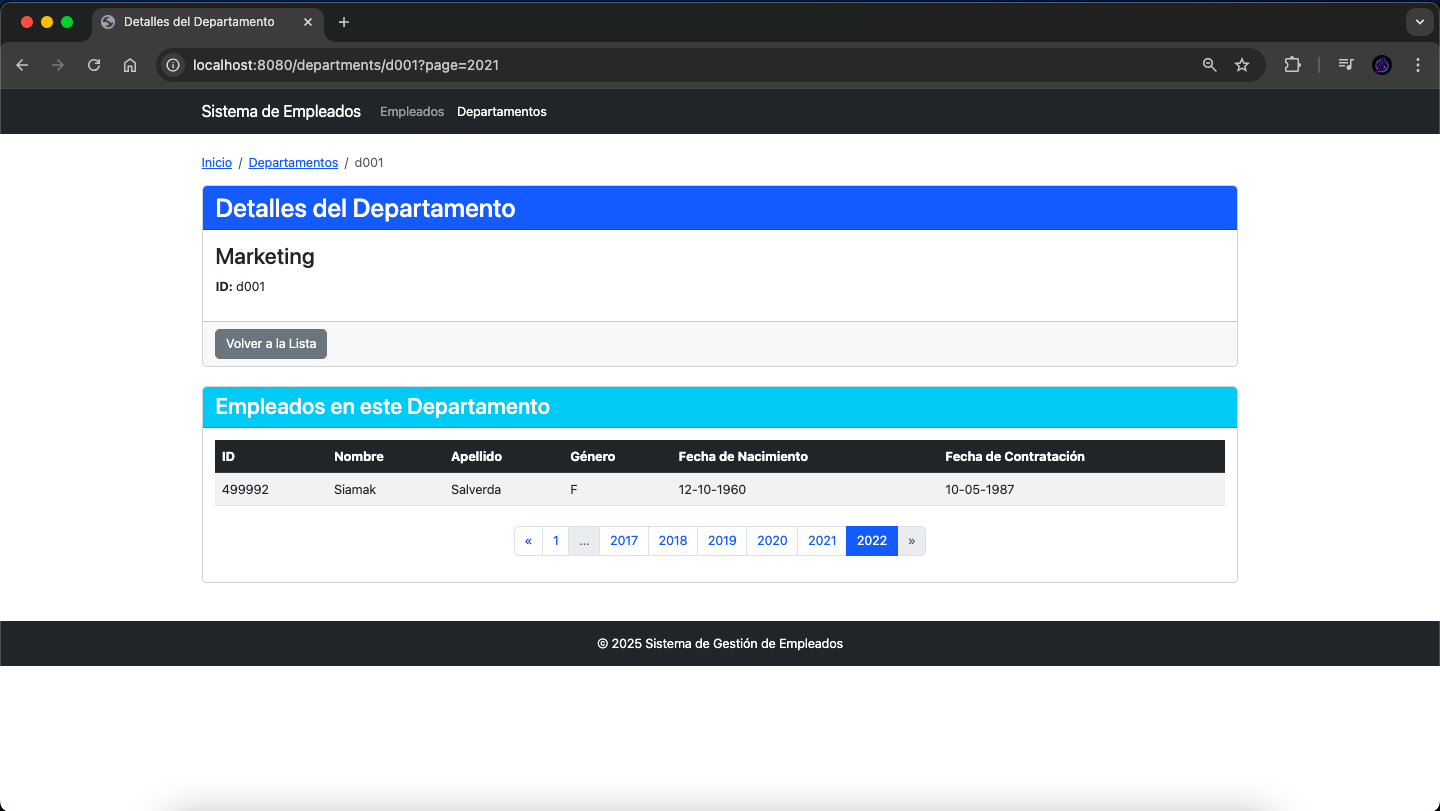 Detalles del Departamento
localhost:8080/departments/d001?page=2021
Sistema de Empleados Empleados Departamentos
Inicio / Departamentos / d001
Detalles del Departamento
Marketing
ID: d001
Volver a la Lista
Empleados en este Departamento
ID Nombre Apellido Género Fecha de Nacimiento Fecha de Contratación
499992 Siamak Salverda F 12-10-1960 10-05-1987
« 1 ... 2017 2018 2019 2020 2021 2022 »
© 2025 Sistema de Gestión de Empleados